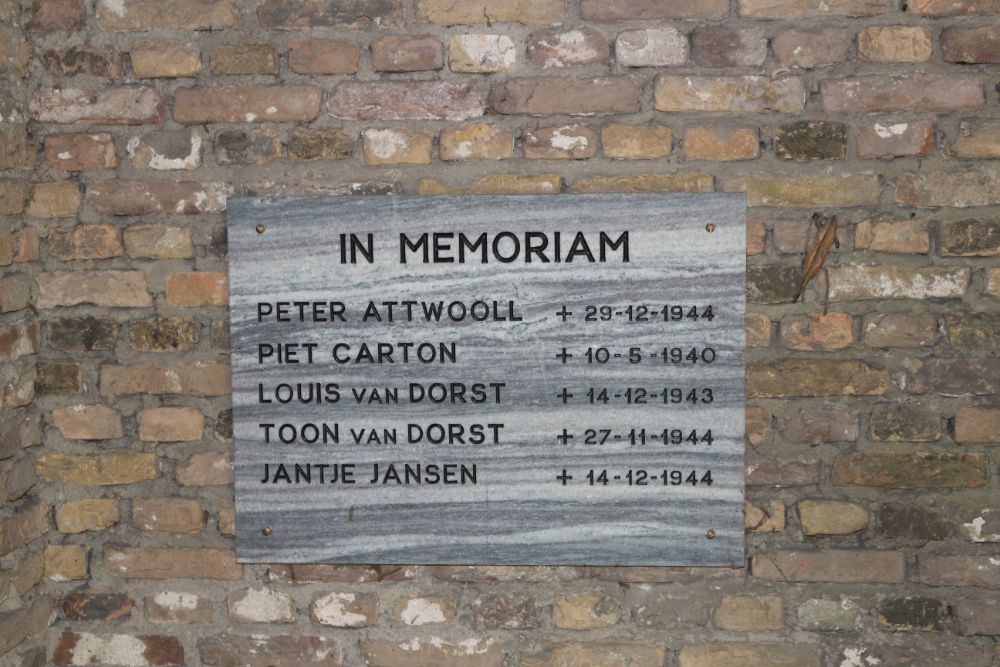 IN MEMORIAM
PETER ATTWOOLL + 29-12-1944
PIET CARTON + 10-5-1940
LOUIS VAN DORST + 14-12-1943
TOON VAN DORST + 27-11-1944
JANTJE JANSEN + 14-12-1944